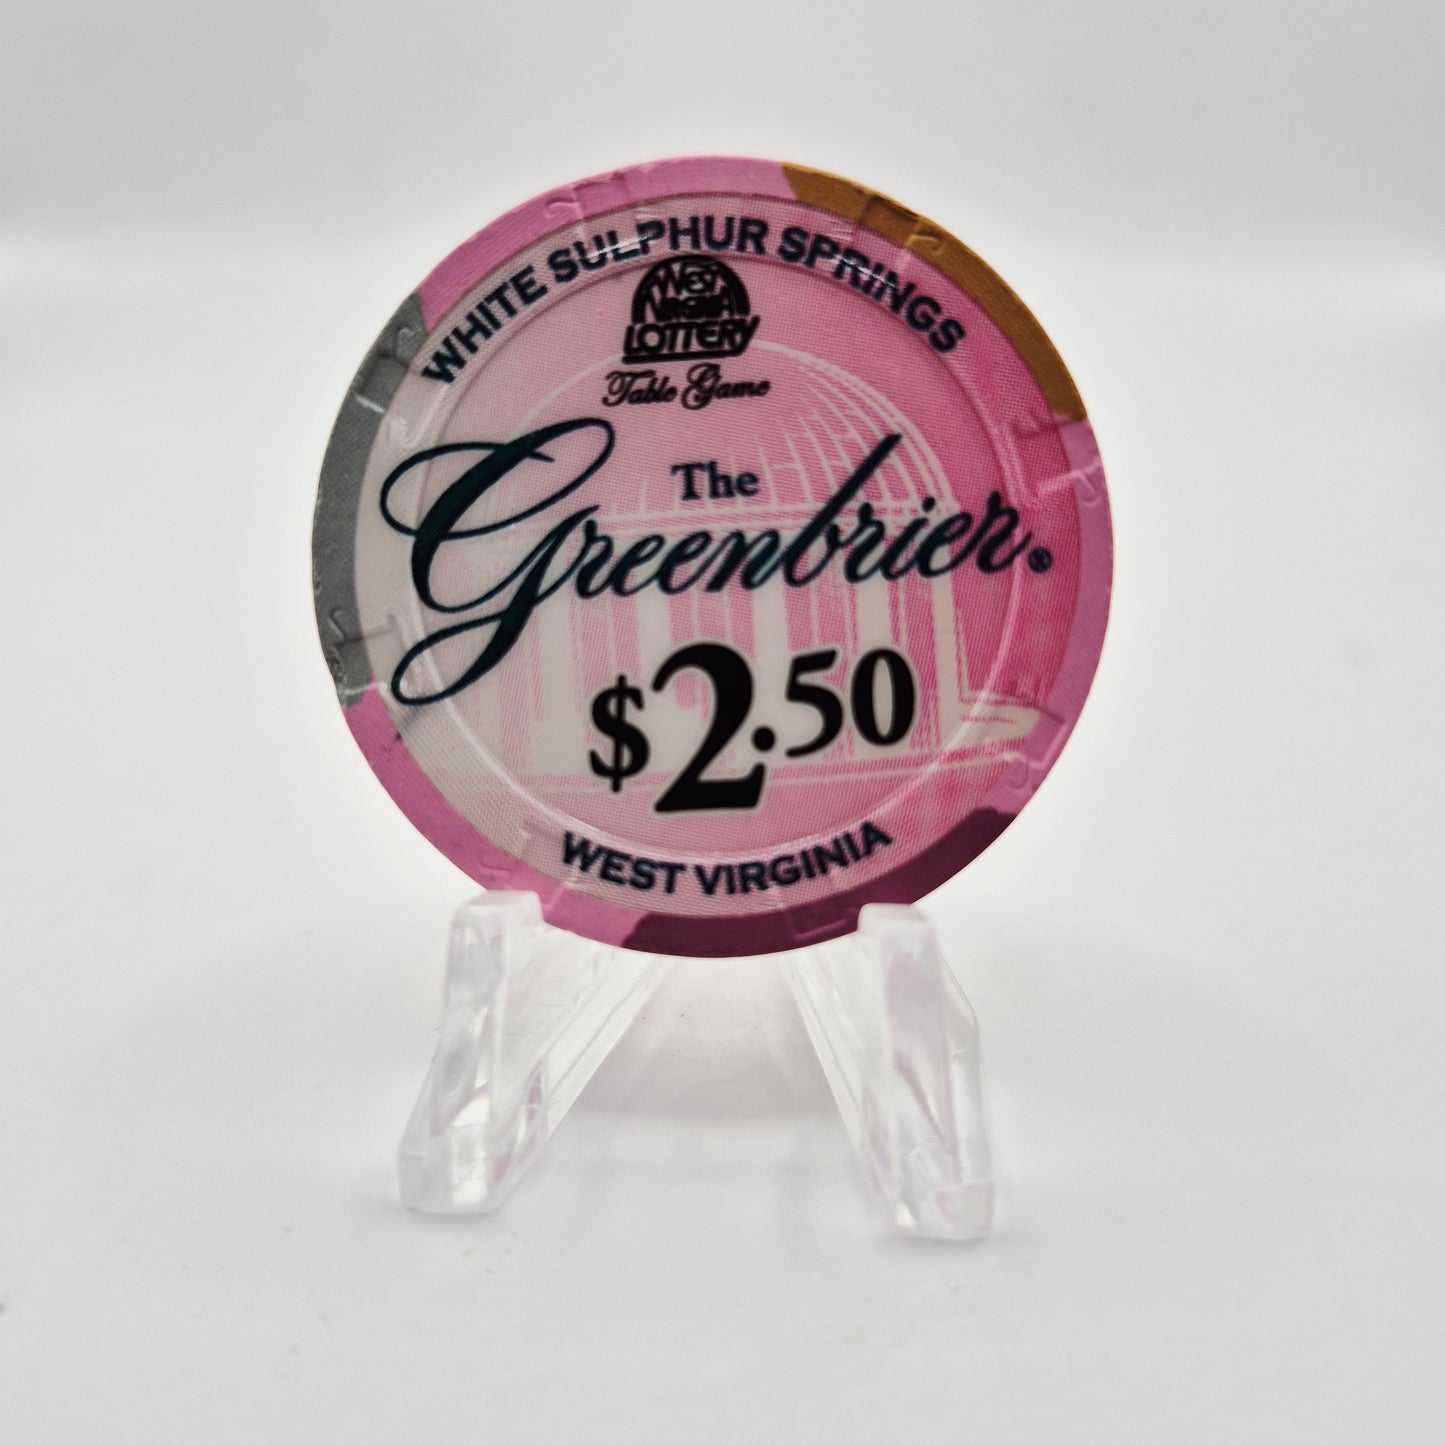 WHITE SULPHUR SPRINGS
WEST
VIRGINIA
LOTTERY
Table Game
The
Greenbrier®
$2.50
WEST VIRGINIA